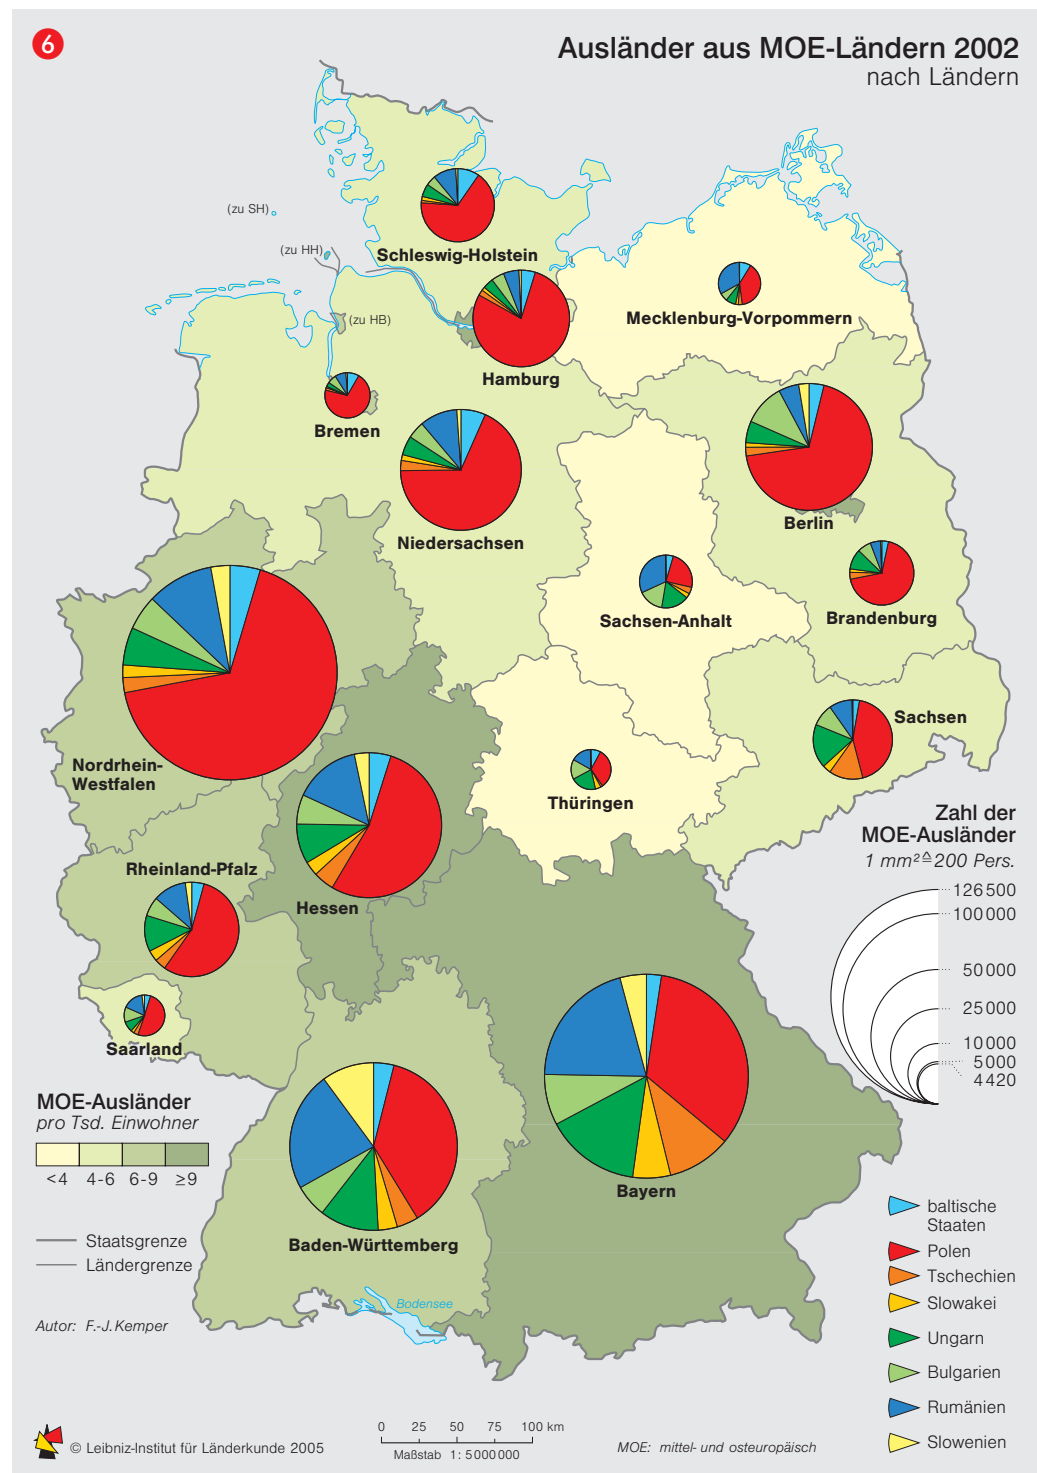 6
Ausländer aus MOE-Ländern 2002
nach Ländern
(zu SH)
(zu HH)
Schleswig-Holstein
(zu HB)
Mecklenburg-Vorpommern
Hamburg
Bremen
Niedersachsen
Berlin
Sachsen-Anhalt
Brandenburg
Nordrhein-
Westfalen
Sachsen
Thüringen
Rheinland-Pfalz
Hessen
Saarland
Bayern
Baden-Württemberg
Bodensee
Zahl der
MOE-Ausländer
1 mm²≙200 Pers.
126 500
100 000
50 000
25 000
10 000
5 000
4 420
MOE-Ausländer
pro Tsd. Einwohner
<4 4-6 6-9 ≥9
Staatsgrenze
Ländergrenze
Autor: F.-J. Kemper
baltische
Staaten
Polen
Tschechien
Slowakei
Ungarn
Bulgarien
Rumänien
Slowenien
© Leibniz-Institut für Länderkunde 2005
0 25 50 75 100 km
Maßstab 1 : 5 000 000
MOE: mittel- und osteuropäisch